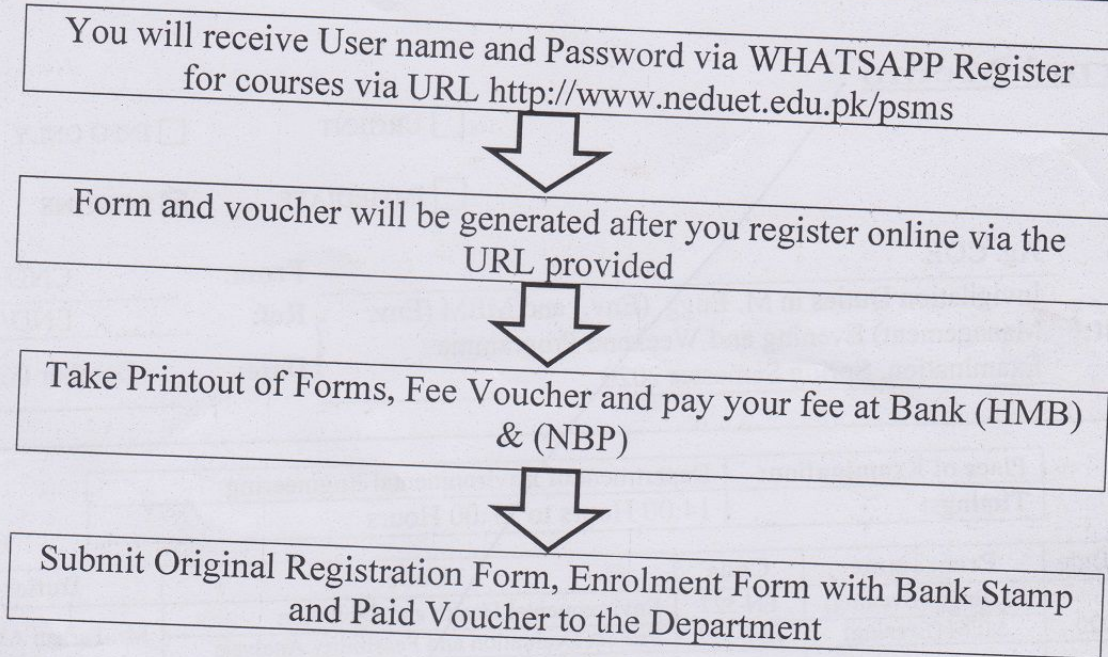 You will receive User name and Password via WHATSAPP Register
for courses via URL http://www.neduet.edu.pk/psms
Form and voucher will be generated after you register online via the
URL provided
Take Printout of Forms, Fee Voucher and pay your fee at Bank (HMB)
& (NBP)
Submit Original Registration Form, Enrolment Form with Bank Stamp
and Paid Voucher to the Department